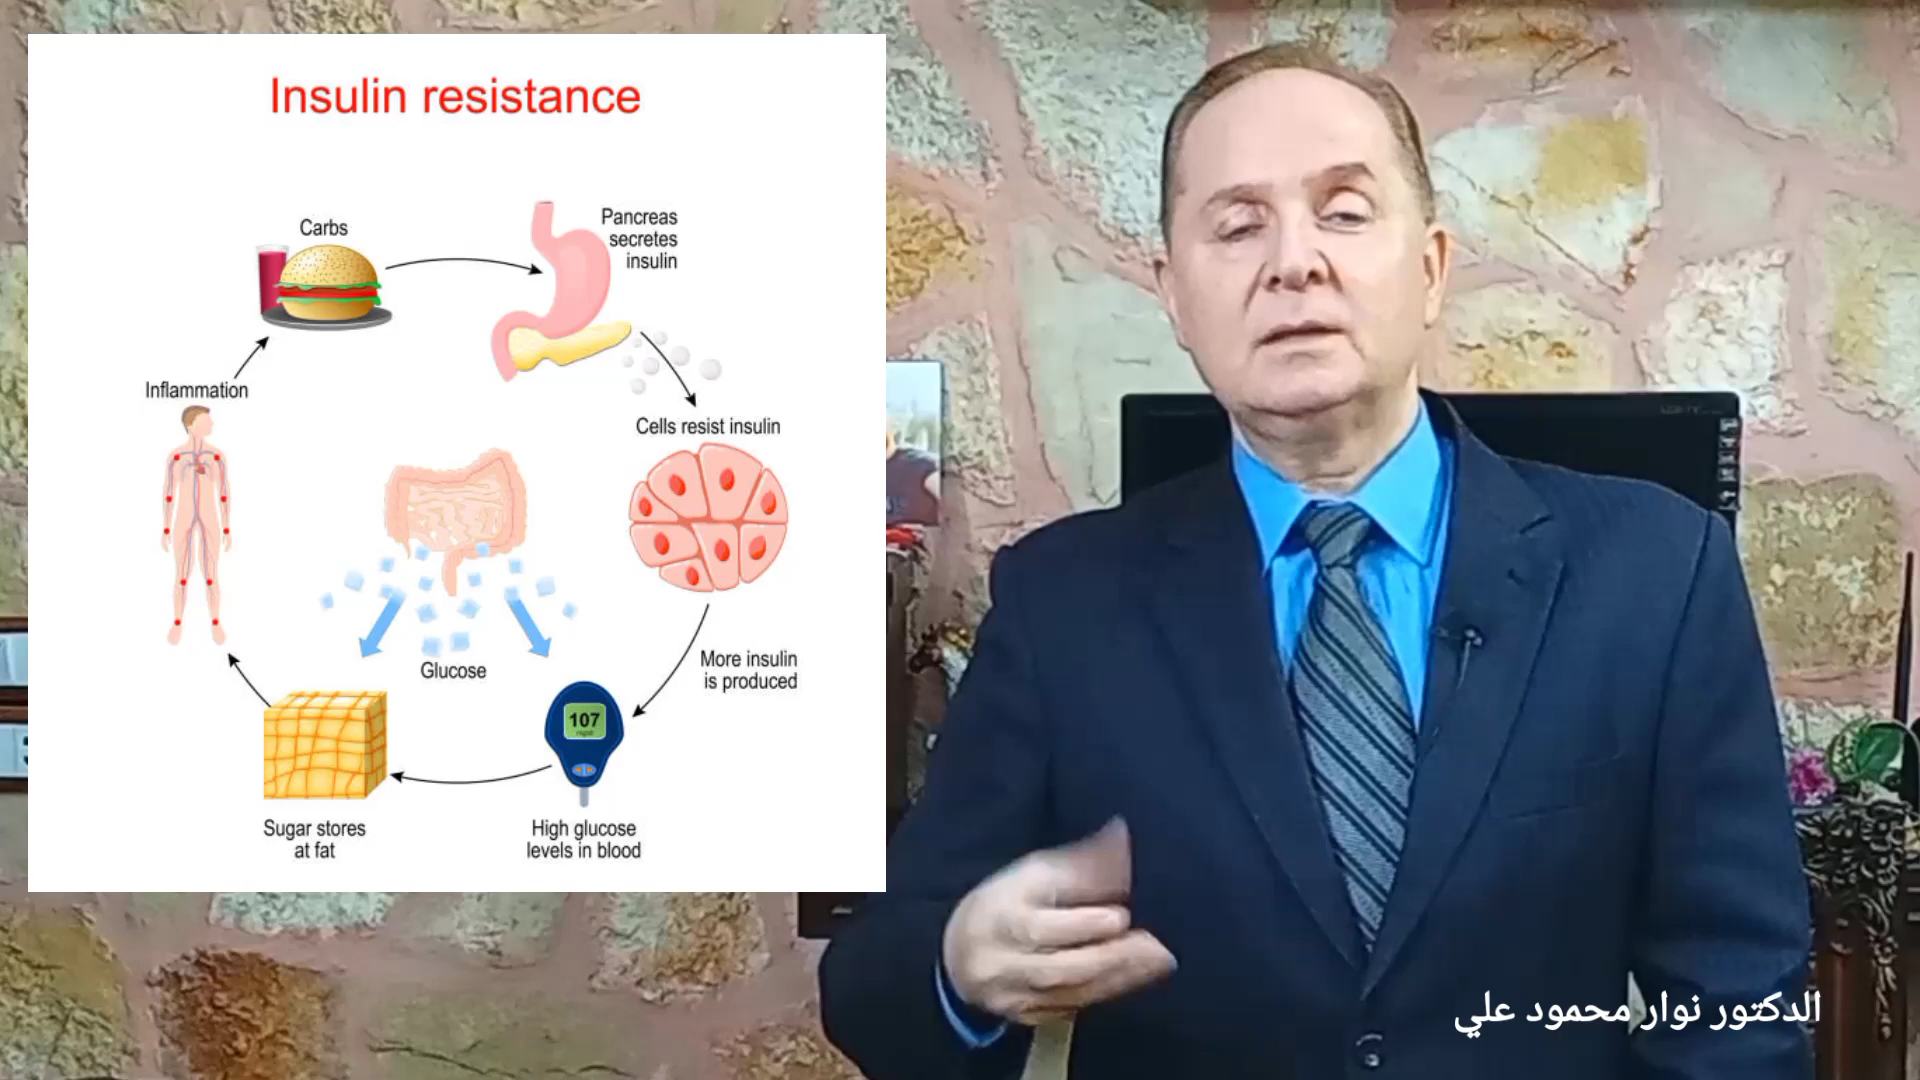 Insulin resistance
Carbs
Pancreas
secretes
insulin
Inflammation
Cells resist insulin
More insulin
is produced
Glucose
107
Sugar stores
at fat
High glucose
levels in blood
الدكتور نوار محمود علي